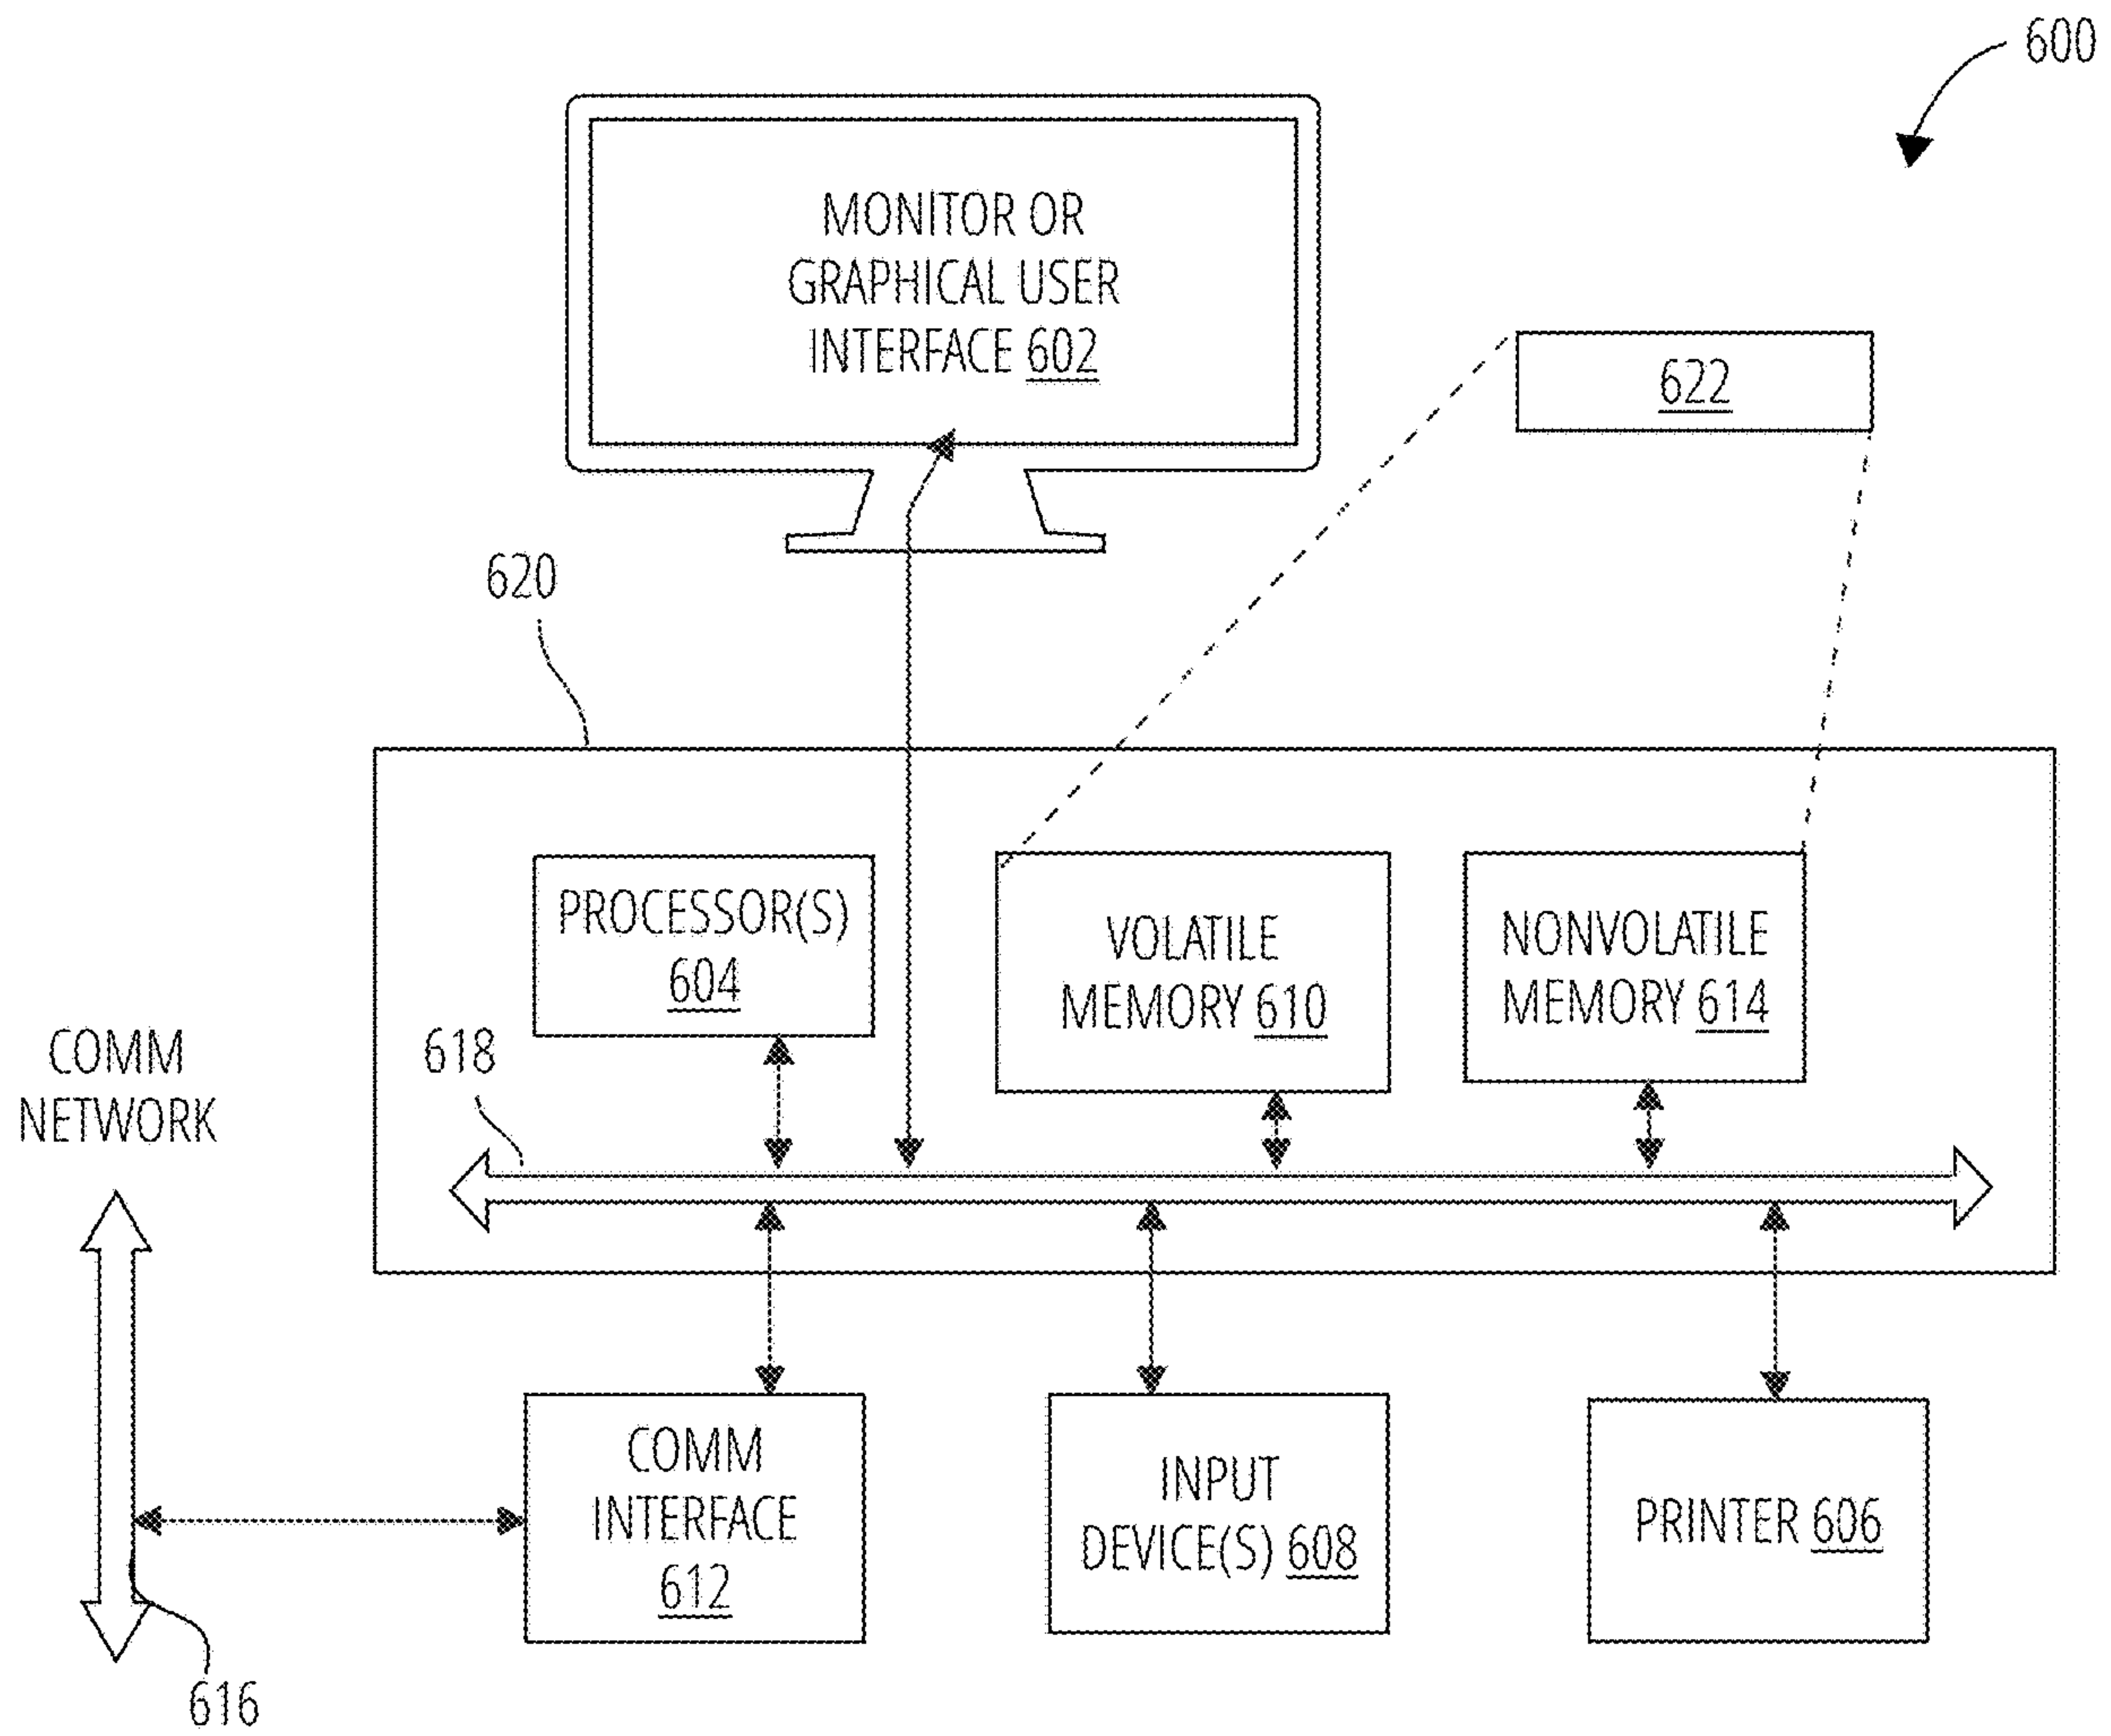 600
MONITOR OR
GRAPHICAL USER
INTERFACE 602
622
620
PROCESSOR(S)
604
VOLATILE
MEMORY 610
NONVOLATILE
MEMORY 614
618
COMM
NETWORK
COMM
INTERFACE
612
INPUT
DEVICE(S) 608
PRINTER 606
616